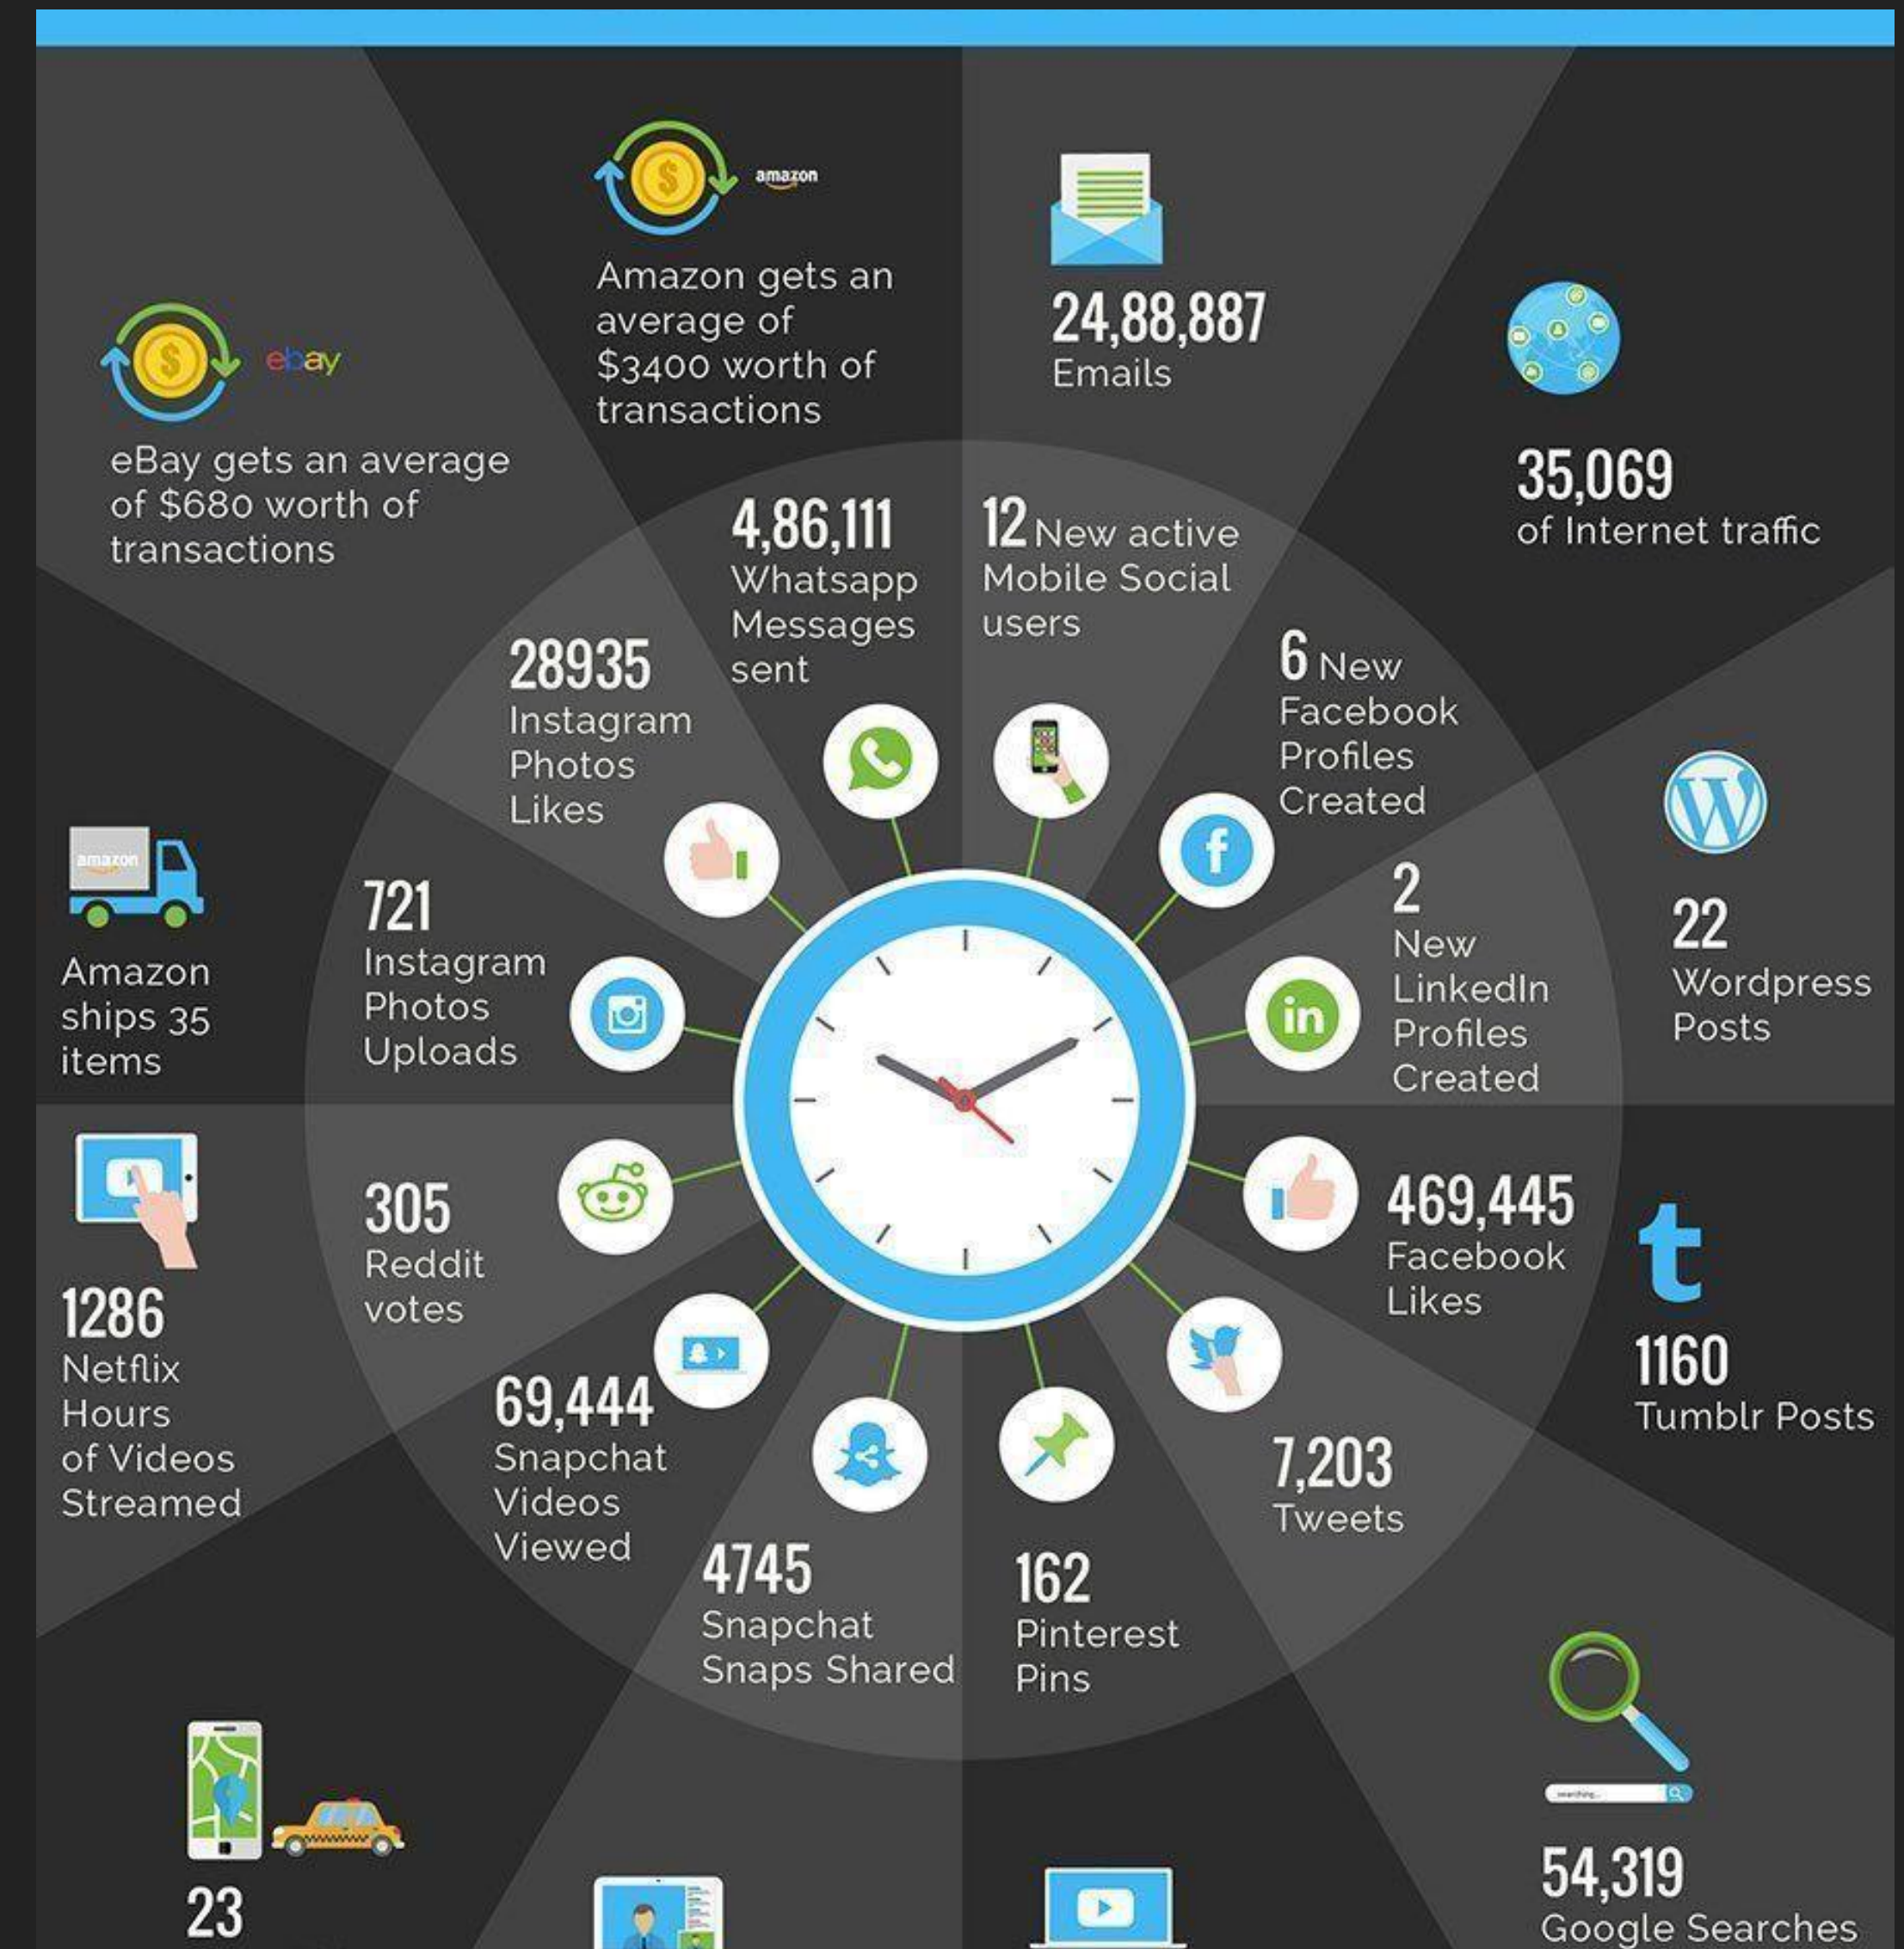 amazon
Amazon gets an
average of
$3400 worth of
transactions
24,88,887
Emails
ebay
eBay gets an average
of $680 worth of
transactions
35,069
of Internet traffic
4,86,111
Whatsapp
Messages
sent
12 New active
Mobile Social
users
28935
Instagram
Photos
Likes
6 New
Facebook
Profiles
Created
amazon
Amazon
ships 35
items
721
Instagram
Photos
Uploads
f
in
2
New
LinkedIn
Profiles
Created
W
22
Wordpress
Posts
1286
Netflix
Hours
of Videos
Streamed
305
Reddit
votes
469,445
Facebook
Likes
t
1160
Tumblr Posts
69,444
Snapchat
Videos
Viewed
4745
Snapchat
Snaps Shared
162
Pinterest
Pins
7,203
Tweets
searching...
54,319
Google Searches
23